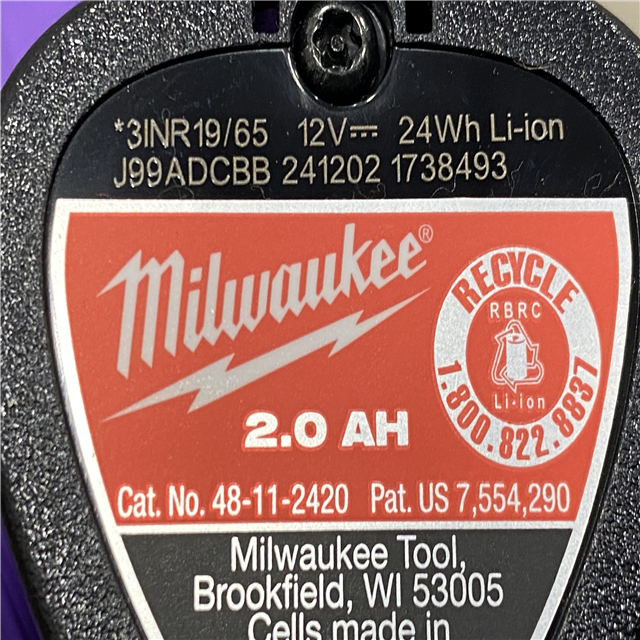 *3INR19/65 12V⎓ 24Wh Li-ion
J99ADCBB 241202 1738493
Milwaukee®
RECYCLE
RBRC
Li-ion
1.800.822.8837
2.0 AH
Cat. No. 48-11-2420 Pat. US 7,554,290
Milwaukee Tool,
Brookfield, WI 53005
Cells made in